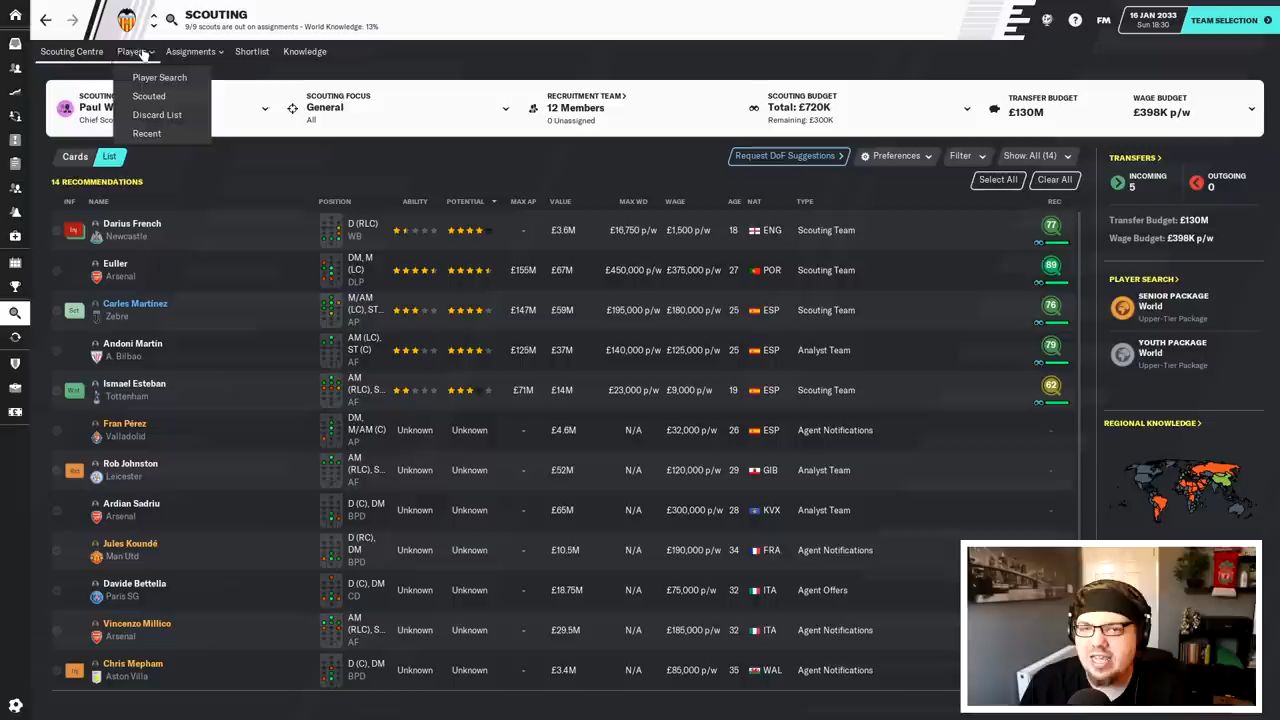 SCOUTING
9/9 scouts are out on assignments - World Knowledge: 13%
FM
16 JAN 2033
Sun 18:30
TEAM SELECTION
Scouting Centre
Players
Assignments
Shortlist
Knowledge
Player Search
Scouted
Discard List
Recent
Paul W
SCOUTING FOCUS
General
All
RECRUITMENT TEAM >
12 Members
0 Unassigned
SCOUTING BUDGET
Total: £720K
Remaining: £300K
TRANSFER BUDGET
£130M
WAGE BUDGET
£398K p/w
Cards
List
Request DoF Suggestions >
Preferences
Filter
Show: All (14)
14 RECOMMENDATIONS
Select All
Clear All
INF NAME POSITION ABILITY POTENTIAL MAX AP VALUE MAX WD WAGE AGE NAT TYPE REC
Inj Darius French Newcastle D (RLC) WB - £3.6M £16,750 p/w £1,500 p/w 18 ENG Scouting Team 77
Euller Arsenal DM, M (LC) DLP £155M £67M £450,000 p/w £375,000 p/w 27 POR Scouting Team 89
Set Carles Martínez Zebre M/AM (LC), ST... AP £147M £59M £195,000 p/w £180,000 p/w 25 ESP Scouting Team 76
Andoni Martín A. Bilbao AM (LC), ST (C) AF £125M £37M £140,000 p/w £125,000 p/w 25 ESP Analyst Team 79
Wnt Ismael Esteban Tottenham AM (RLC), S... AF £71M £14M £23,000 p/w £9,000 p/w 19 ESP Scouting Team 62
Fran Pérez Valladolid DM, M/AM (C) AP Unknown Unknown - £4.6M N/A £32,000 p/w 26 ESP Agent Notifications -
Rob Johnston Leicester AM (RLC), S... AF Unknown Unknown - £52M N/A £120,000 p/w 29 GIB Analyst Team -
Ardian Sadriu Arsenal D (C), DM BPD Unknown Unknown - £65M N/A £300,000 p/w 28 KVX Analyst Team -
Jules Koundé Man Utd D (RC), DM BPD Unknown Unknown - £10.5M N/A £190,000 p/w 34 FRA Agent Notifications
Davide Bettella Paris SG D (C), DM CD Unknown Unknown - £18.75M N/A £75,000 p/w 32 ITA Agent Offers
Vincenzo Millico Arsenal AM (RLC), S... AF Unknown Unknown - £29.5M N/A £185,000 p/w 32 ITA Agent Notifications
Inj Chris Mepham Aston Villa D (C), DM BPD Unknown Unknown - £3.4M N/A £85,000 p/w 35 WAL Agent Notifications
TRANSFERS >
INCOMING
5
OUTGOING
0
Transfer Budget: £130M
Wage Budget: £398K p/w
PLAYER SEARCH >
SENIOR PACKAGE
World
Upper-Tier Package
YOUTH PACKAGE
World
Upper-Tier Package
REGIONAL KNOWLEDGE >